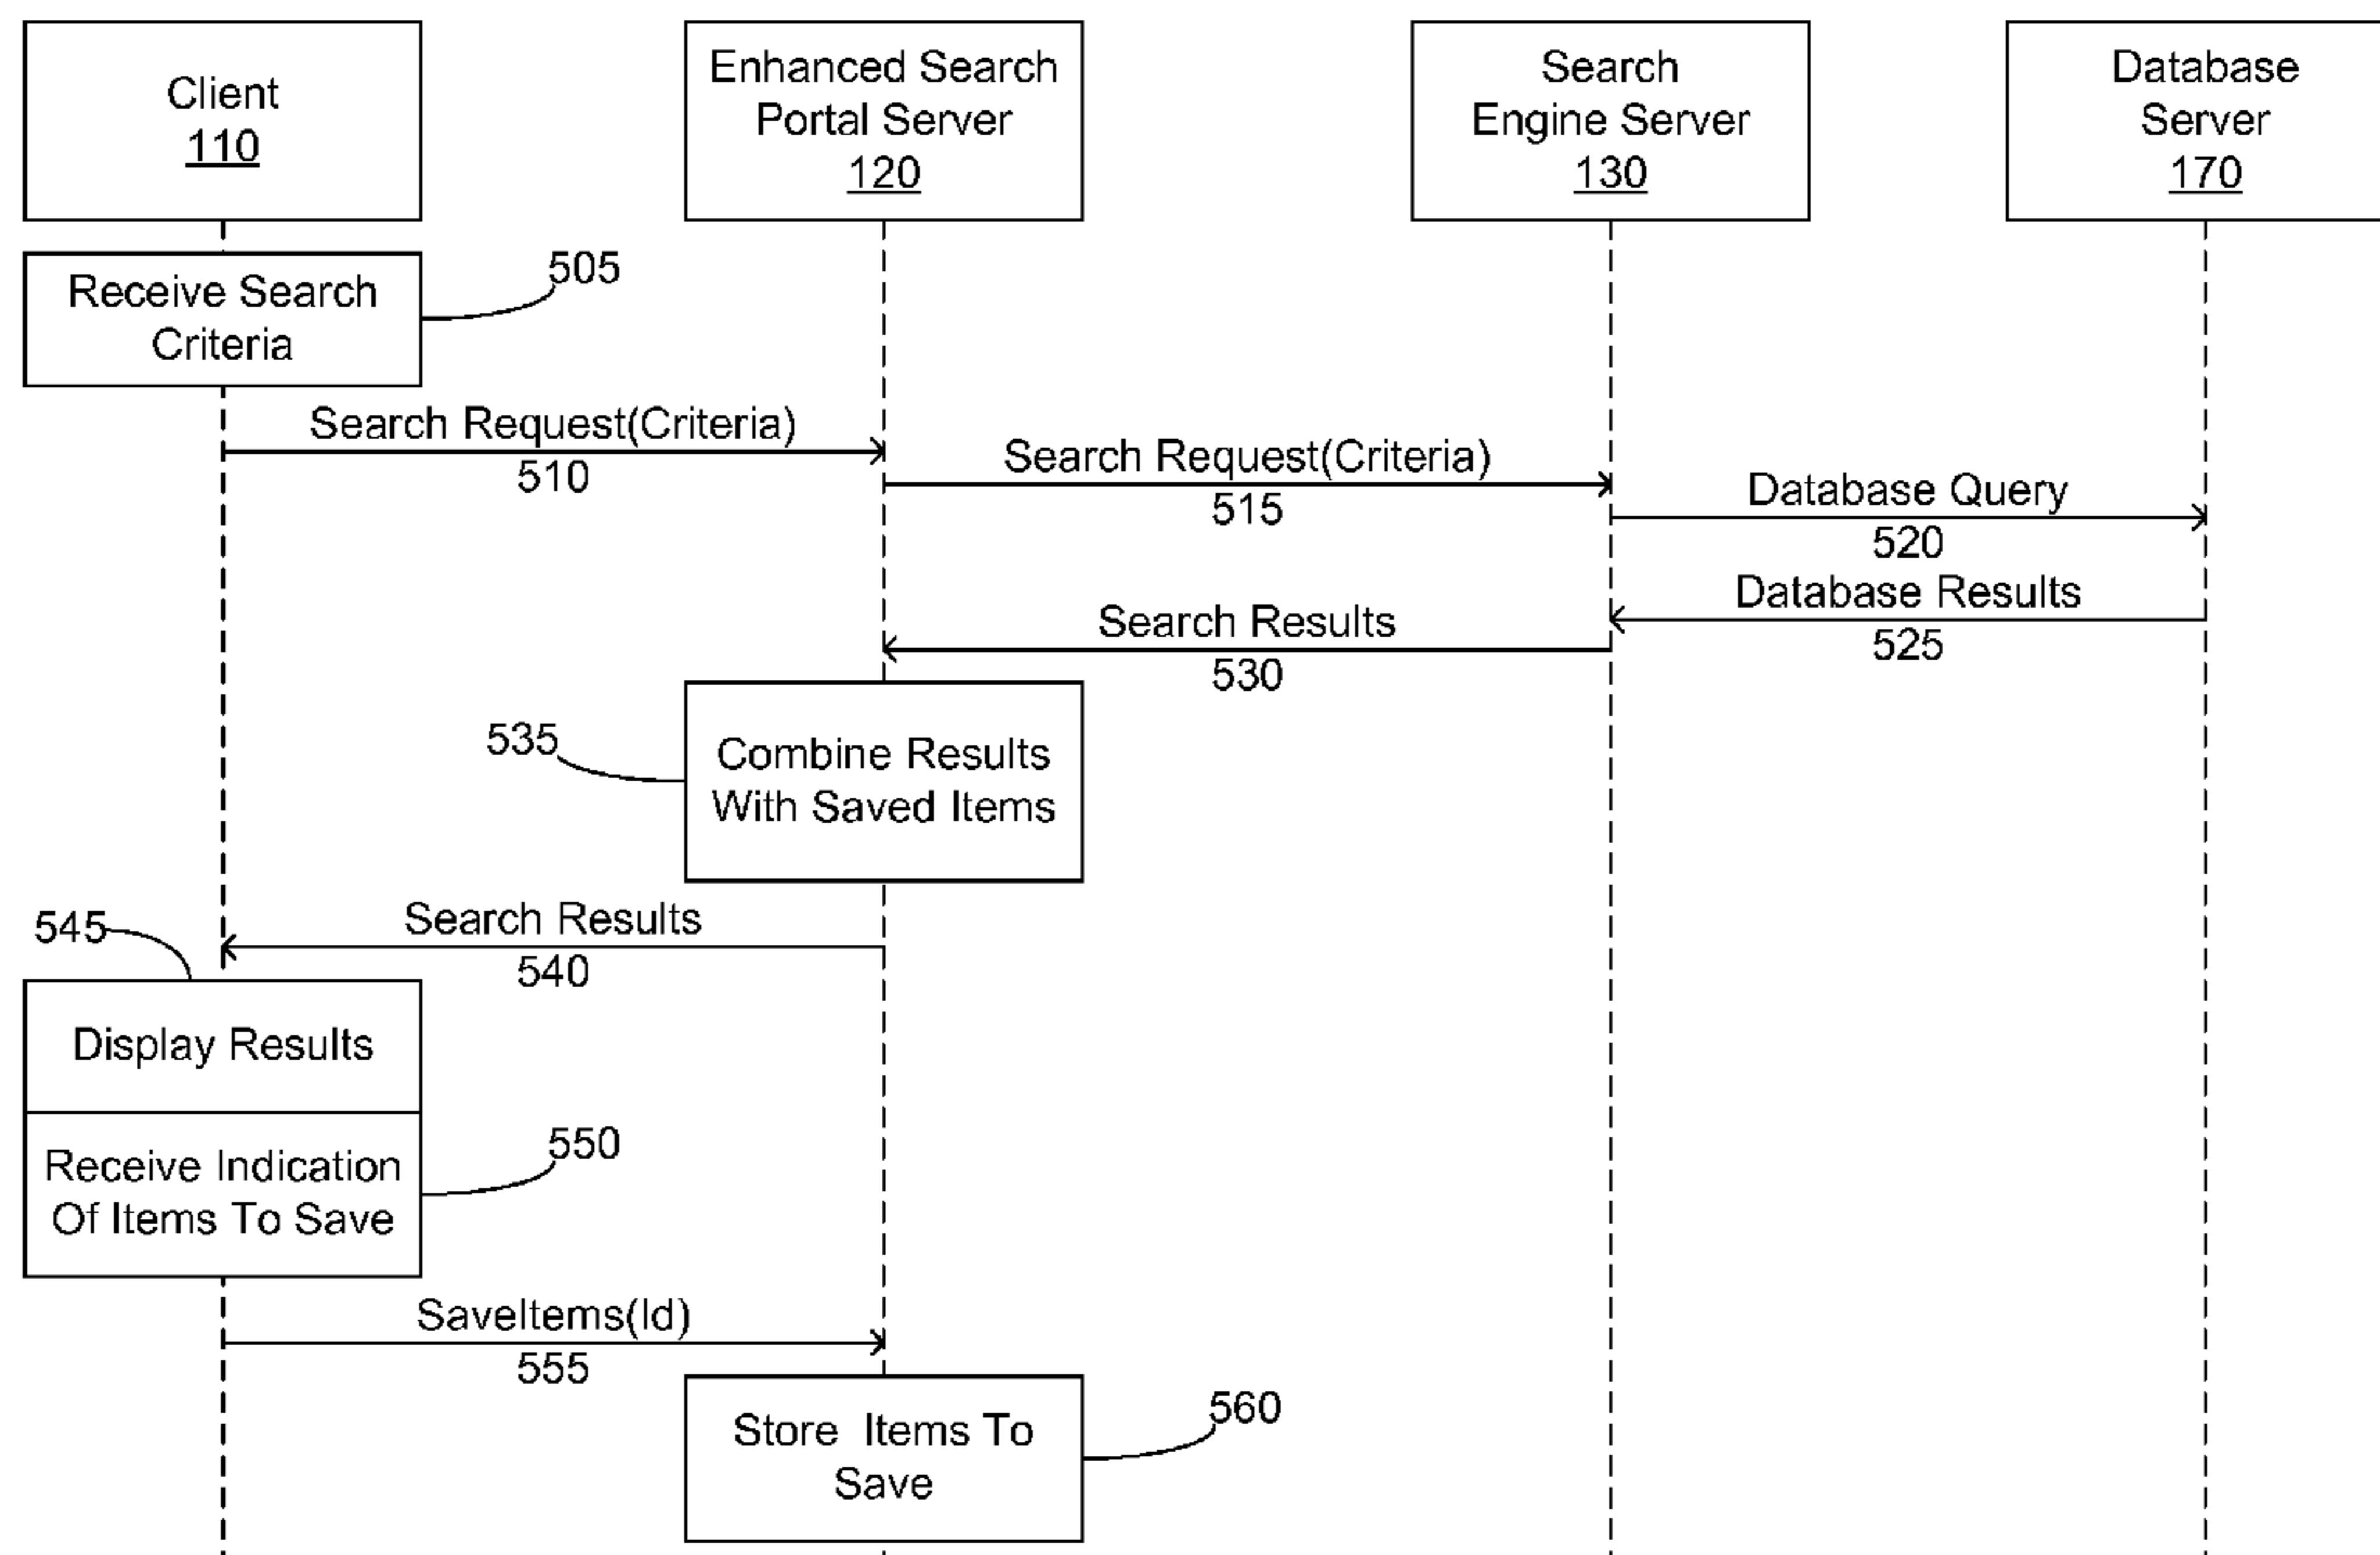 Client
110
Enhanced Search
Portal Server
120
Search
Engine Server
130
Database
Server
170
Receive Search
Criteria
505
Search Request(Criteria)
510
Search Request(Criteria)
515
Database Query
520
Database Results
525
Search Results
530
535
Combine Results
With Saved Items
Search Results
540
545
Display Results
Receive Indication
Of Items To Save
550
SaveItems(Id)
555
Store Items To
Save
560